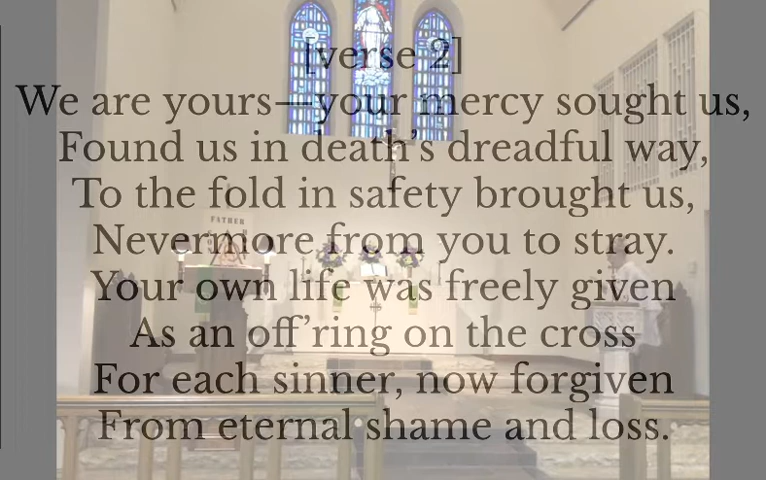 [verse 2]
We are yours—your mercy sought us,
Found us in death's dreadful way,
To the fold in safety brought us,
Nevermore from you to stray.
FATHER
Your own life was freely given
As an off'ring on the cross
For each sinner, now forgiven
From eternal shame and loss.